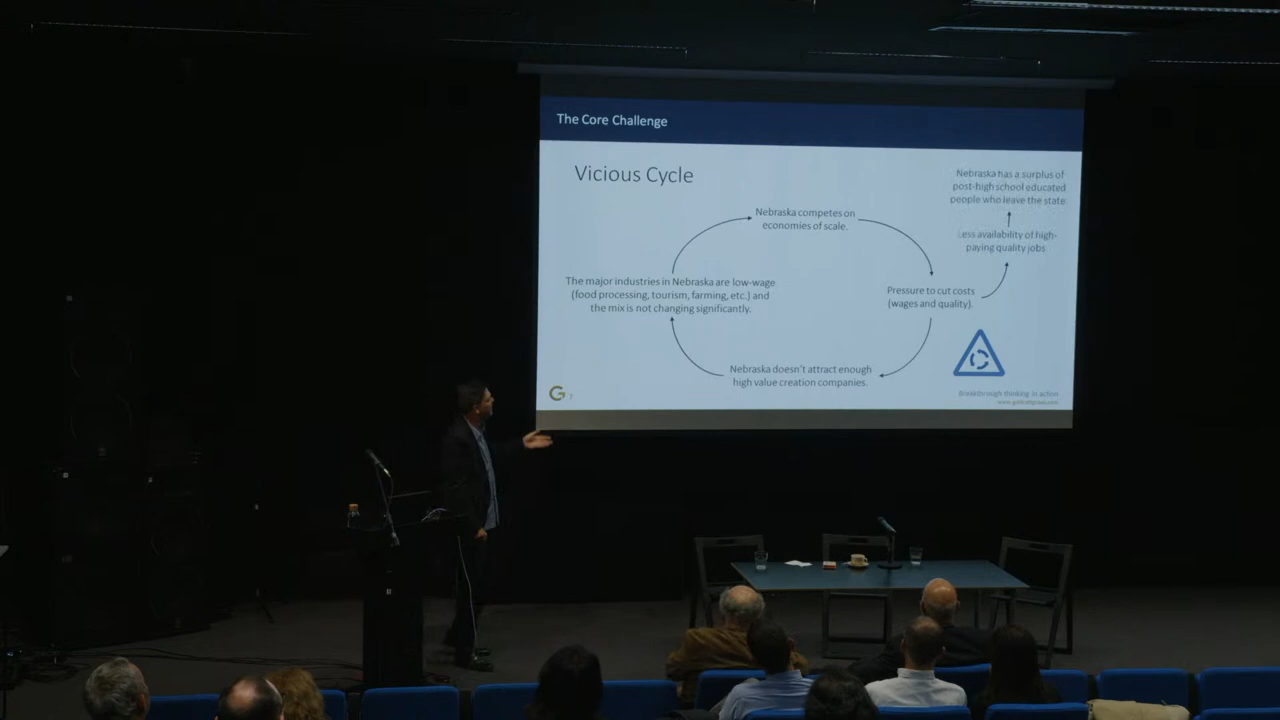 The Core Challenge
Vicious Cycle
Nebraska has a surplus of
post-high school educated
people who leave the state.
Nebraska competes on
economies of scale.
Less availability of high-
paying quality jobs
The major industries in Nebraska are low-wage
(food processing, tourism, farming, etc.) and
the mix is not changing significantly.
Pressure to cut costs
(wages and quality).
Nebraska doesn't attract enough
high value creation companies.
G
Breakthrough thinking in action